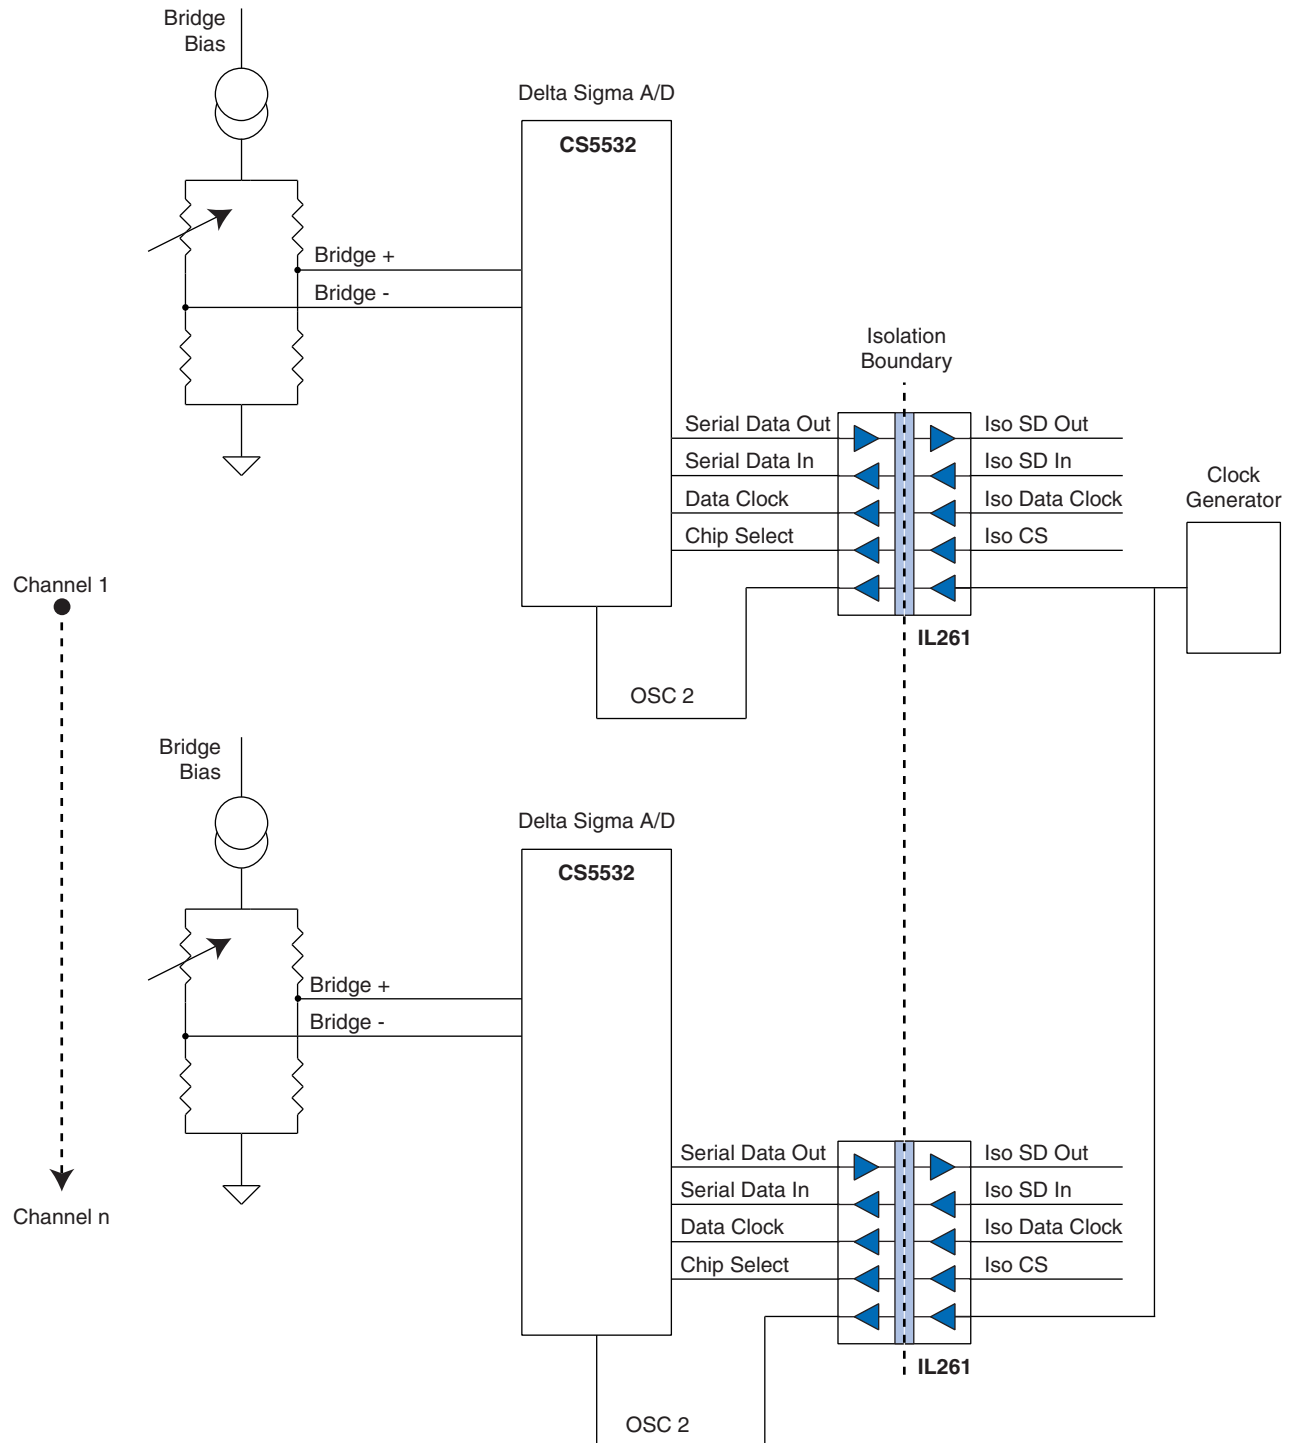 Bridge
Bias
Delta Sigma A/D
CS5532
Bridge +
Bridge -
Isolation
Boundary
Serial Data Out
Iso SD Out
Serial Data In
Iso SD In
Data Clock
Iso Data Clock
Chip Select
Iso CS
Clock
Generator
IL261
OSC 2
Channel 1
Channel n
Bridge
Bias
Delta Sigma A/D
CS5532
Bridge +
Bridge -
Serial Data Out
Iso SD Out
Serial Data In
Iso SD In
Data Clock
Iso Data Clock
Chip Select
Iso CS
IL261
OSC 2